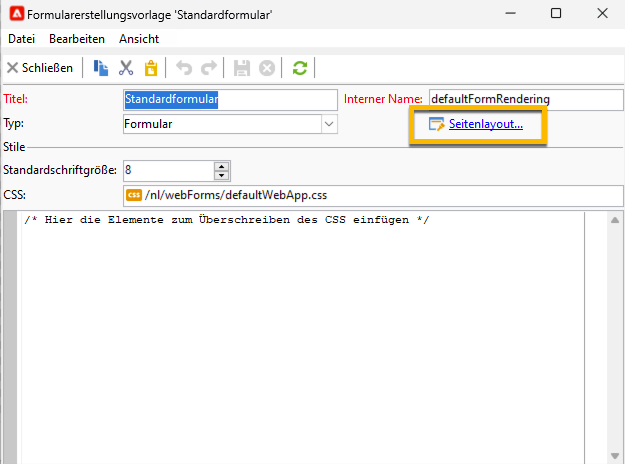 Formularerstellungsvorlage 'Standardformular'
Datei Bearbeiten Ansicht
Schließen
Titel: Standardformular Interner Name: defaultFormRendering
Typ: Formular Seitenlayout...
Stile
Standardschriftgröße: 8
CSS: css /nl/webForms/defaultWebApp.css
/* Hier die Elemente zum Überschreiben des CSS einfügen */